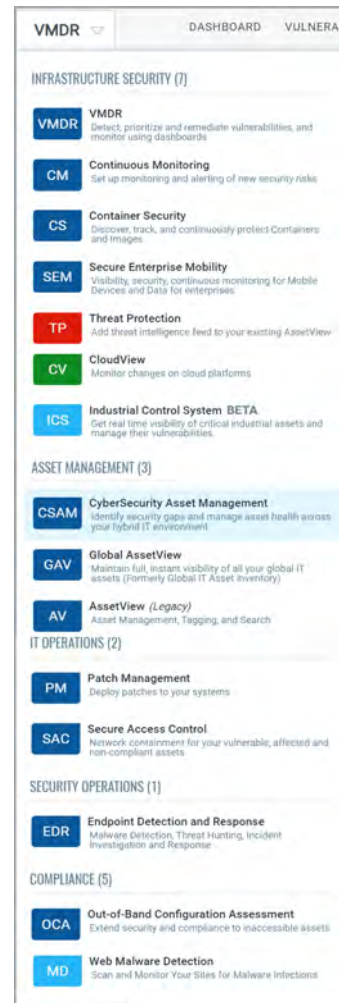 VMDR DASHBOARD VULNERA
INFRASTRUCTURE SECURITY (7)
VMDR
VMDR
Detect, prioritize and remediate vulnerabilities, and
monitor using dashboards
CM
Continuous Monitoring
Set up monitoring and alerting of new security risks
CS
Container Security
Discover, track, and continuously protect Containers
and Images
SEM
Secure Enterprise Mobility
Visibility, security, continuous monitoring for Mobile
Devices and Data for enterprises
TP
Threat Protection
Add threat intelligence feed to your existing AssetView
CV
CloudView
Monitor changes on cloud platforms
ICS
Industrial Control System BETA
Get real time visibility of critical industrial assets and
manage their vulnerabilities.
ASSET MANAGEMENT (3)
CSAM
CyberSecurity Asset Management
Identify security gaps and manage asset health across
your hybrid IT environment
GAV
Global AssetView
Maintain full, instant visibility of all your global IT
assets (Formerly Global IT Asset Inventory)
AV
AssetView (Legacy)
Asset Management, Tagging, and Search
IT OPERATIONS (2)
PM
Patch Management
Deploy patches to your systems
SAC
Secure Access Control
Network containment for your vulnerable, affected and
non-compliant assets
SECURITY OPERATIONS (1)
EDR
Endpoint Detection and Response
Malware Detection, Threat Hunting, Incident
Investigation and Response
COMPLIANCE (5)
OCA
Out-of-Band Configuration Assessment
Extend security and compliance to inaccessible assets
MD
Web Malware Detection
Scan and Monitor Your Sites for Malware Infections